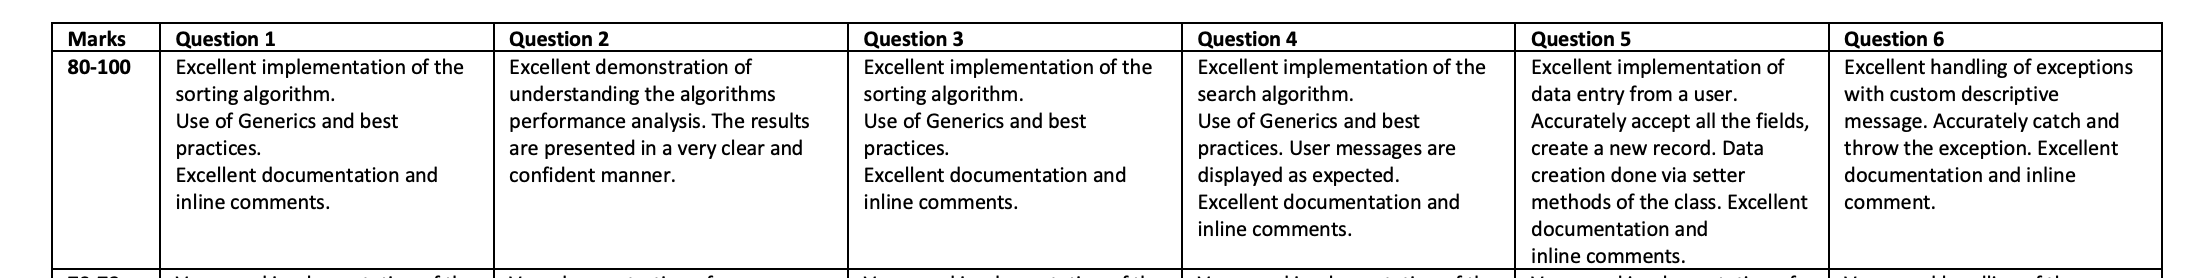 Marks Question 1 Question 2 Question 3 Question 4 Question 5 Question 6
80-100
Excellent implementation of the
sorting algorithm.
Use of Generics and best
practices.
Excellent documentation and
inline comments.
Excellent demonstration of
understanding the algorithms
performance analysis. The results
are presented in a very clear and
confident manner.
Excellent implementation of the
sorting algorithm.
Use of Generics and best
practices.
Excellent documentation and
inline comments.
Excellent implementation of the
search algorithm.
Use of Generics and best
practices. User messages are
displayed as expected.
Excellent documentation and
inline comments.
Excellent implementation of
data entry from a user.
Accurately accept all the fields,
create a new record. Data
creation done via setter
methods of the class. Excellent
documentation and
inline comments.
Excellent handling of exceptions
with custom descriptive
message. Accurately catch and
throw the exception. Excellent
documentation and inline
comment.